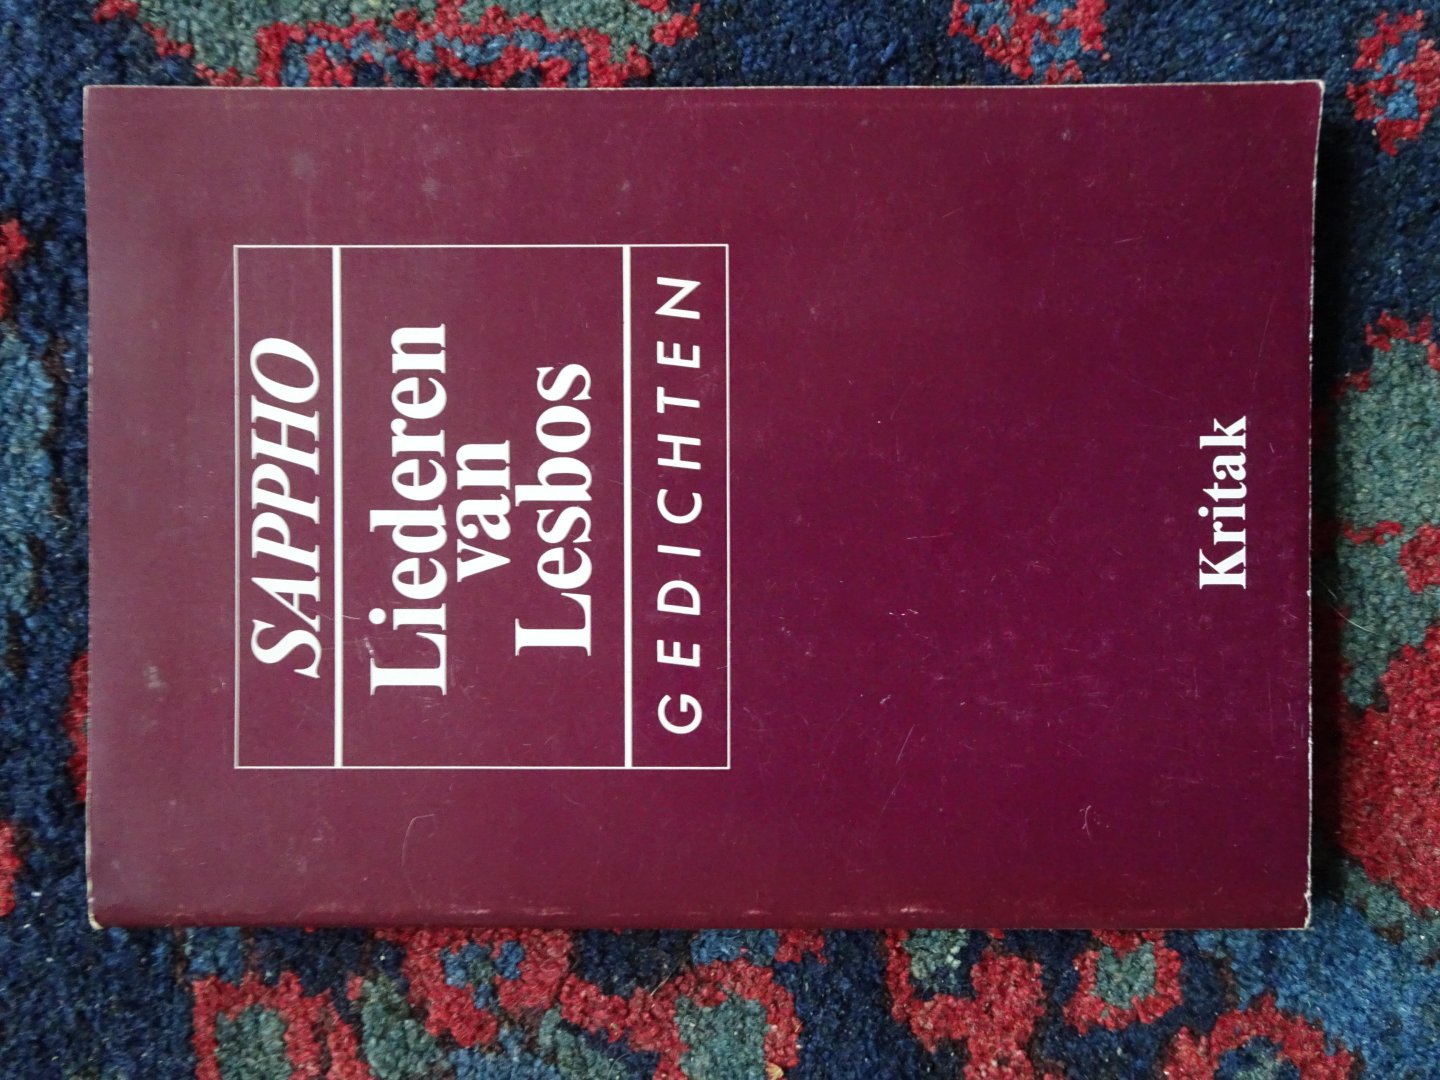 SAPPHO
Liederen
van
Lesbos
GEDICHTEN
Kritak